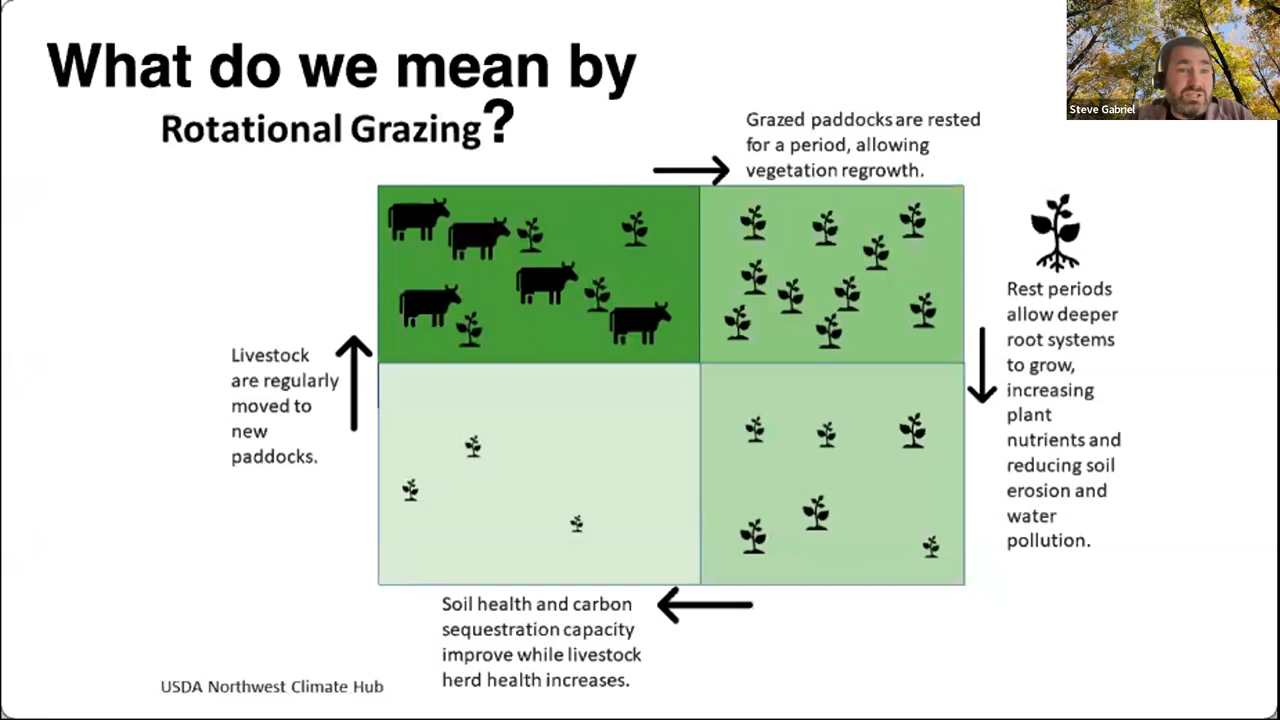 What do we mean by
Rotational Grazing?
Steve Gabriel
Grazed paddocks are rested
for a period, allowing
vegetation regrowth.
Rest periods
allow deeper
root systems
to grow,
increasing
plant
nutrients and
reducing soil
erosion and
water
pollution.
Livestock
are regularly
moved to
new
paddocks.
Soil health and carbon
sequestration capacity
improve while livestock
herd health increases.
USDA Northwest Climate Hub